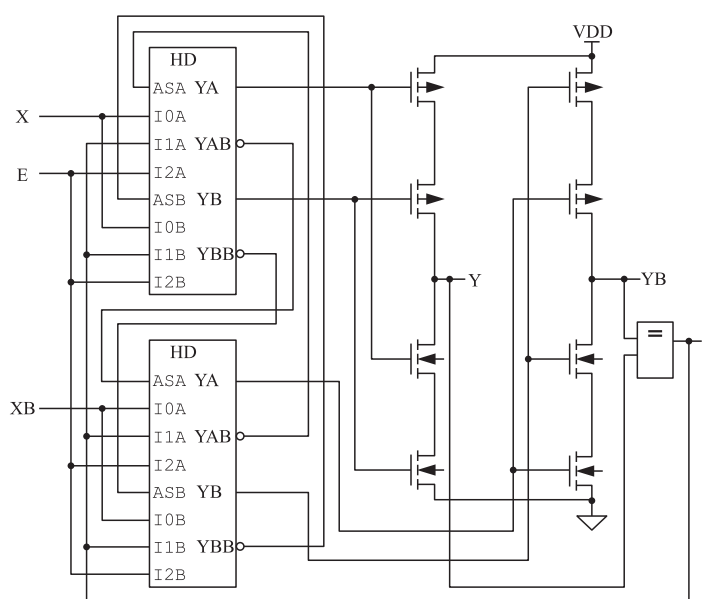 VDD
HD
ASA YA
X I0A
I1A YAB
E I2A
ASB YB
I0B
I1B YBB
I2B
Y
YB
=
HD
ASA YA
XB I0A
I1A YAB
I2A
ASB YB
I0B
I1B YBB
I2B